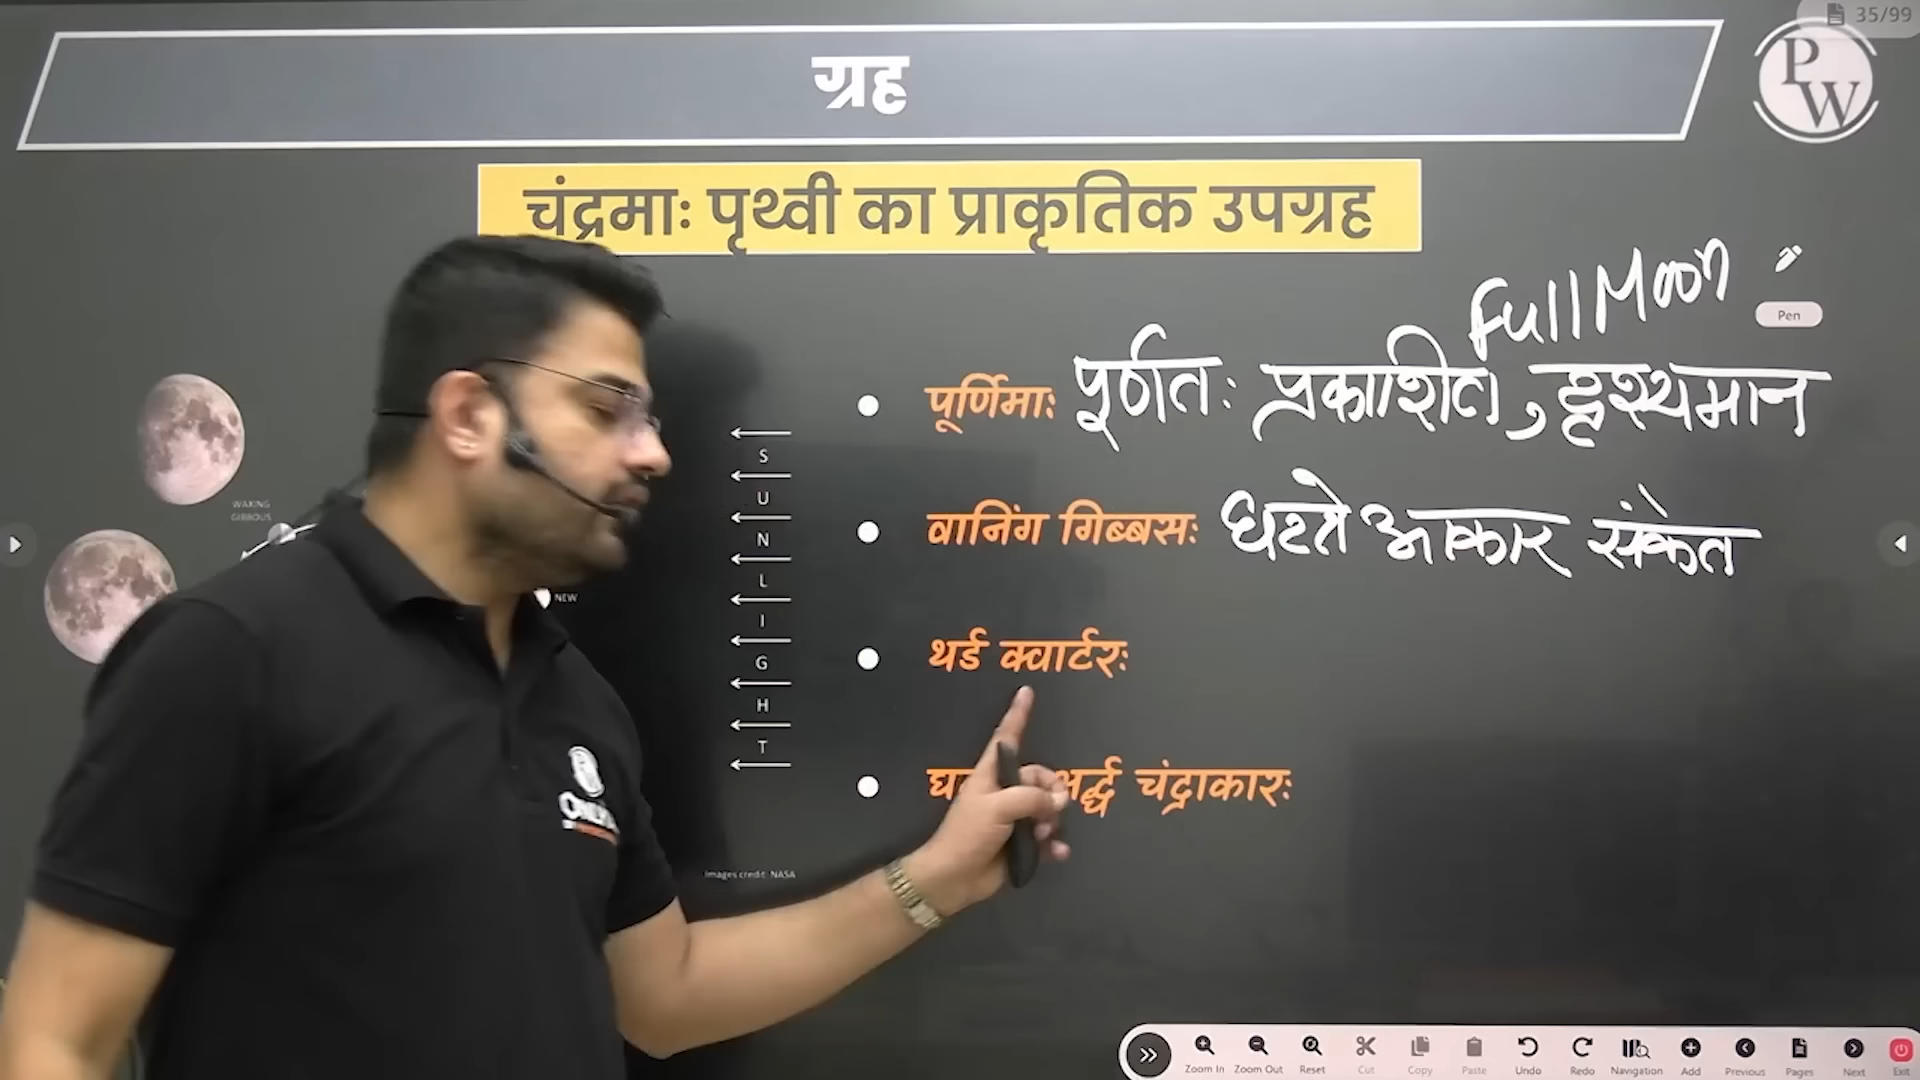 35/99
ग्रह
PW
चंद्रमाः पृथ्वी का प्राकृतिक उपग्रह
Full Moon
Pen
पूर्णिमाः पूर्णतः प्रकाशित, दृश्यमान
WANING
GIBBOUS
वानिंग गिब्बसः घटते आकार संकेत
NEW
S
U
N
L
I
G
H
T
थर्ड क्वार्टरः
अर्द्ध चंद्राकारः
Images credit: NASA
Zoom In Zoom Out Reset Cut Copy Paste Undo Redo Navigation Add Previous Pages Next Exit